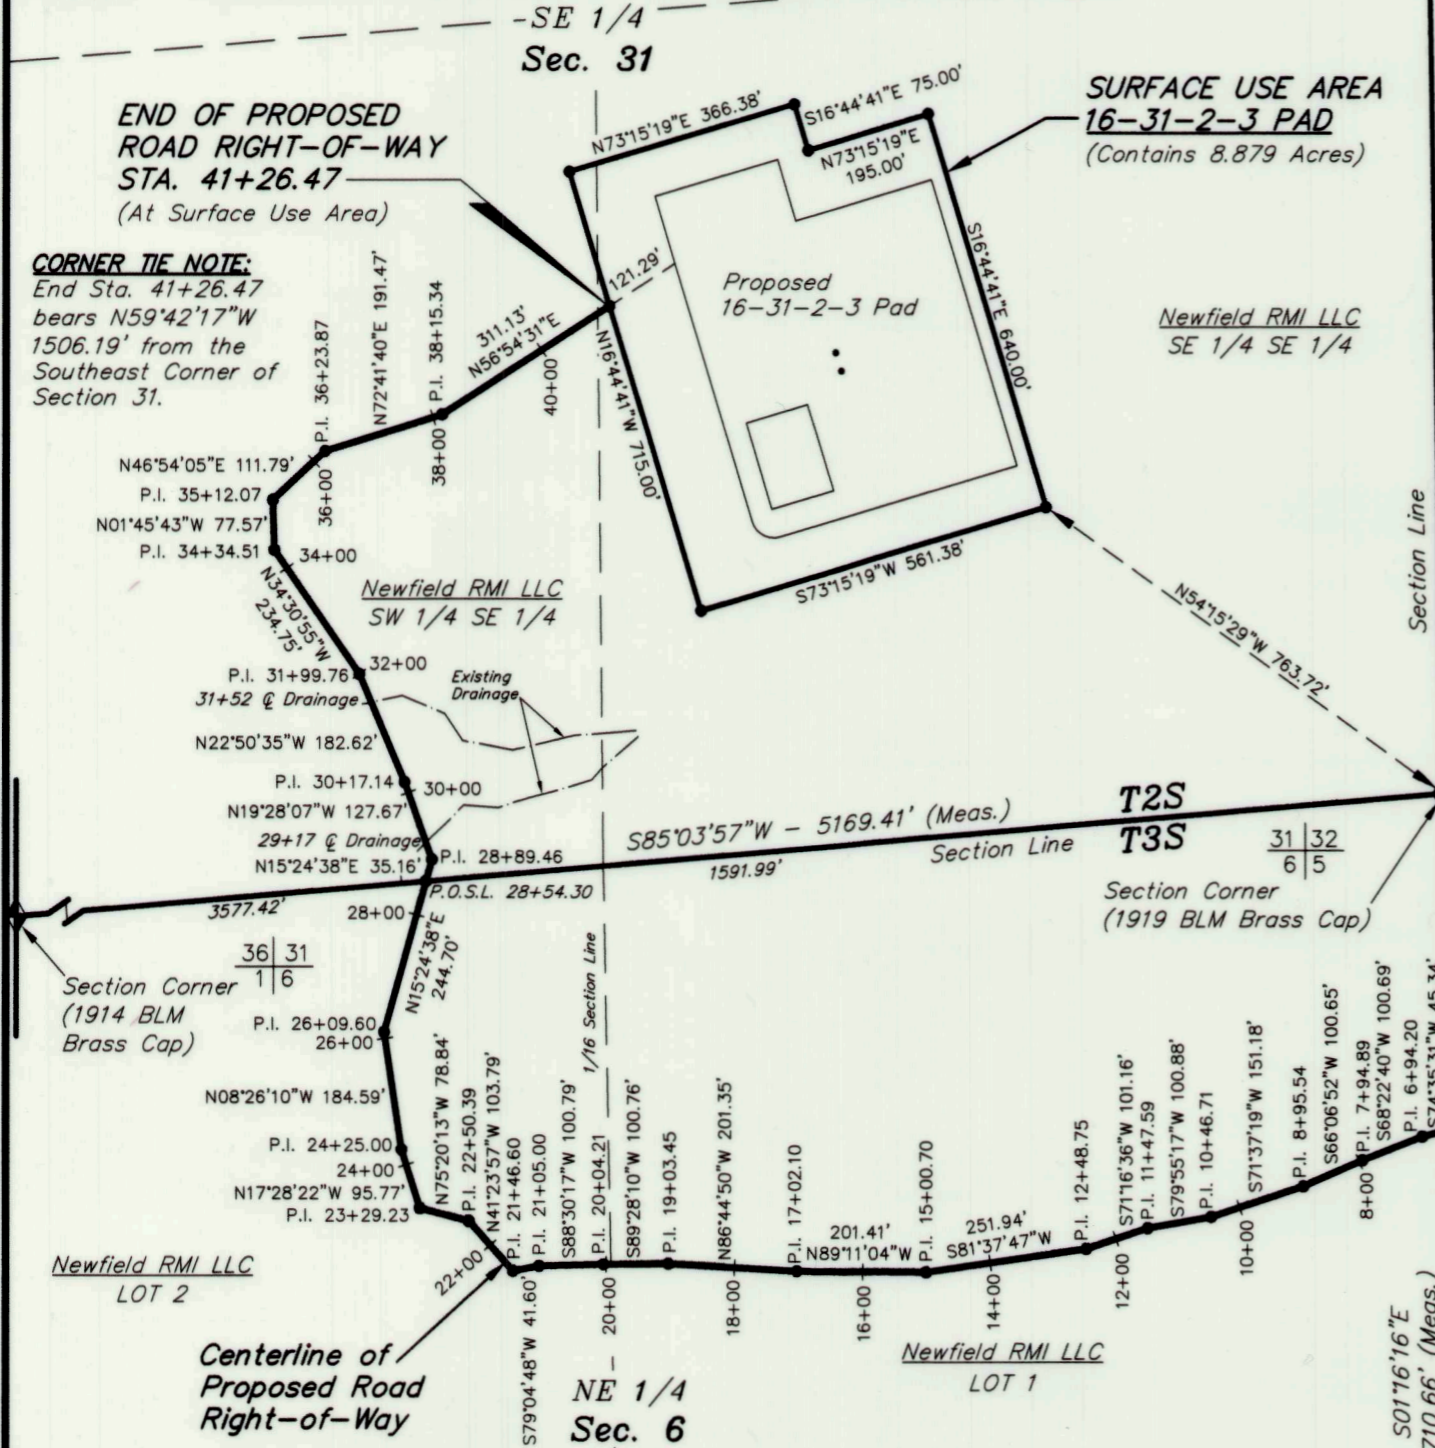 SE 1/4
Sec. 31
END OF PROPOSED
ROAD RIGHT-OF-WAY
STA. 41+26.47
(At Surface Use Area)
CORNER TIE NOTE:
End Sta. 41+26.47
bears N59°42'17"W
1506.19' from the
Southeast Corner of
Section 31.
N73°15'19"E 366.38'
S16°44'41"E 75.00'
N73°15'19"E
195.00'
SURFACE USE AREA
16-31-2-3 PAD
(Contains 8.879 Acres)
S16°44'41"E 640.00'
121.29'
Proposed
16-31-2-3 Pad
Newfield RMI LLC
SE 1/4 SE 1/4
N16°44'41"W 715.00'
S73°15'19"W 561.38'
N54°15'29"W 763.72'
Section Line
311.13'
N56°54'31"E
40+00
P.I. 38+15.34
38+00
N72°41'40"E 191.47'
P.I. 36+23.87
36+00
N46°54'05"E 111.79'
P.I. 35+12.07
N01°45'43"W 77.57'
P.I. 34+34.51
34+00
N34°30'55"W
234.75'
Newfield RMI LLC
SW 1/4 SE 1/4
P.I. 31+99.76
32+00
31+52 ℄ Drainage
Existing
Drainage
N22°50'35"W 182.62'
P.I. 30+17.14
30+00
N19°28'07"W 127.67'
29+17 ℄ Drainage
P.I. 28+89.46
N15°24'38"E 35.16'
P.O.S.L. 28+54.30
S85°03'57"W - 5169.41' (Meas.)
1591.99'
Section Line
T2S
T3S
31 32
6 5
Section Corner
(1919 BLM Brass Cap)
3577.42'
28+00
36 31
1 6
Section Corner
(1914 BLM
Brass Cap)
N15°24'38"E
244.70'
1/16 Section Line
P.I. 26+09.60
26+00
N08°26'10"W 184.59'
P.I. 24+25.00
24+00
N17°28'22"W 95.77'
P.I. 23+29.23
N75°20'13"W 78.84'
P.I. 22+50.39
N41°23'57"W 103.79'
22+00
P.I. 21+46.60
S79°04'48"W 41.60'
P.I. 21+05.00
S88°30'17"W 100.79'
P.I. 20+04.21
20+00
S89°28'10"W 100.76'
P.I. 19+03.45
N86°44'50"W 201.35'
18+00
P.I. 17+02.10
201.41'
N89°11'04"W
16+00
P.I. 15+00.70
251.94'
S81°37'47"W
14+00
P.I. 12+48.75
12+00
S71°16'36"W 101.16'
P.I. 11+47.59
S79°55'17"W 100.88'
P.I. 10+46.71
10+00
S71°37'19"W 151.18'
P.I. 8+95.54
S66°06'52"W 100.65'
P.I. 7+94.89
8+00
S68°22'40"W 100.69'
P.I. 6+94.20
S74°35'31"W 45.34'
Newfield RMI LLC
LOT 2
Centerline of
Proposed Road
Right-of-Way
NE 1/4
Sec. 6
Newfield RMI LLC
LOT 1
S01°16'16"E
710.66' (Meas.)